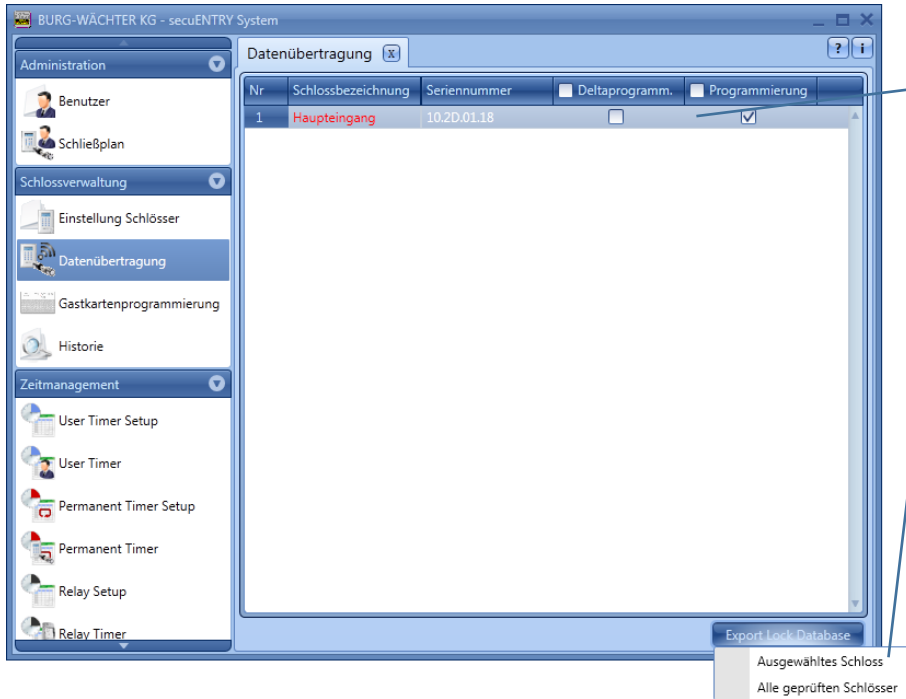 BURG-WÄCHTER KG - secuENTRY System
Administration
Benutzer
Schließplan
Schlossverwaltung
Einstellung Schlösser
Datenübertragung
Gastkartenprogrammierung
Historie
Zeitmanagement
User Timer Setup
User Timer
Permanent Timer Setup
Permanent Timer
Relay Setup
Relay Timer
Datenübertragung x
? i
Nr Schlossbezeichnung Seriennummer Deltaprogramm. Programmierung
1 Haupteingang 10.2D.01.18
Export Lock Database
Ausgewähltes Schloss
Alle geprüften Schlösser